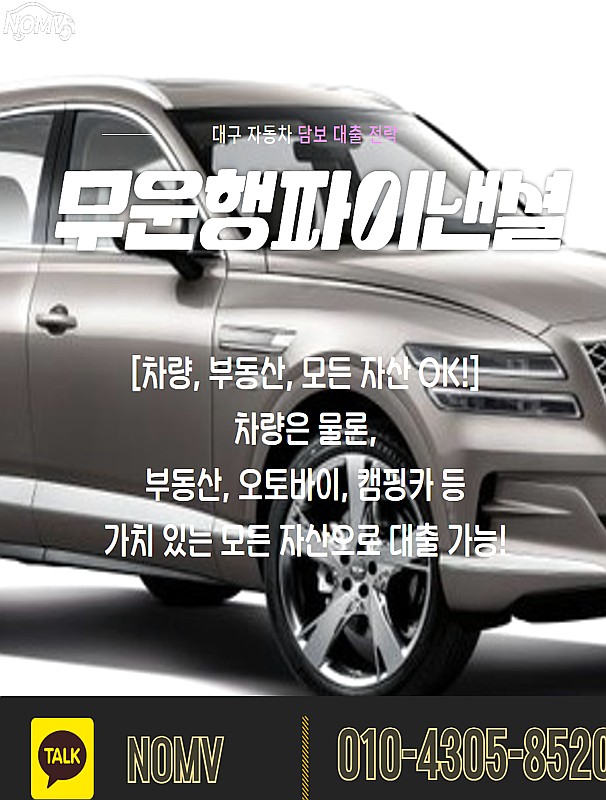 NOMV
대구 자동차 담보 대출 전략
무운행파이낸셜
[차량, 부동산, 모든 자산 OK!]
차량은 물론,
부동산, 오토바이, 캠핑카 등
가치 있는 모든 자산으로 대출 가능!
TALK NOMV 010-4305-8520